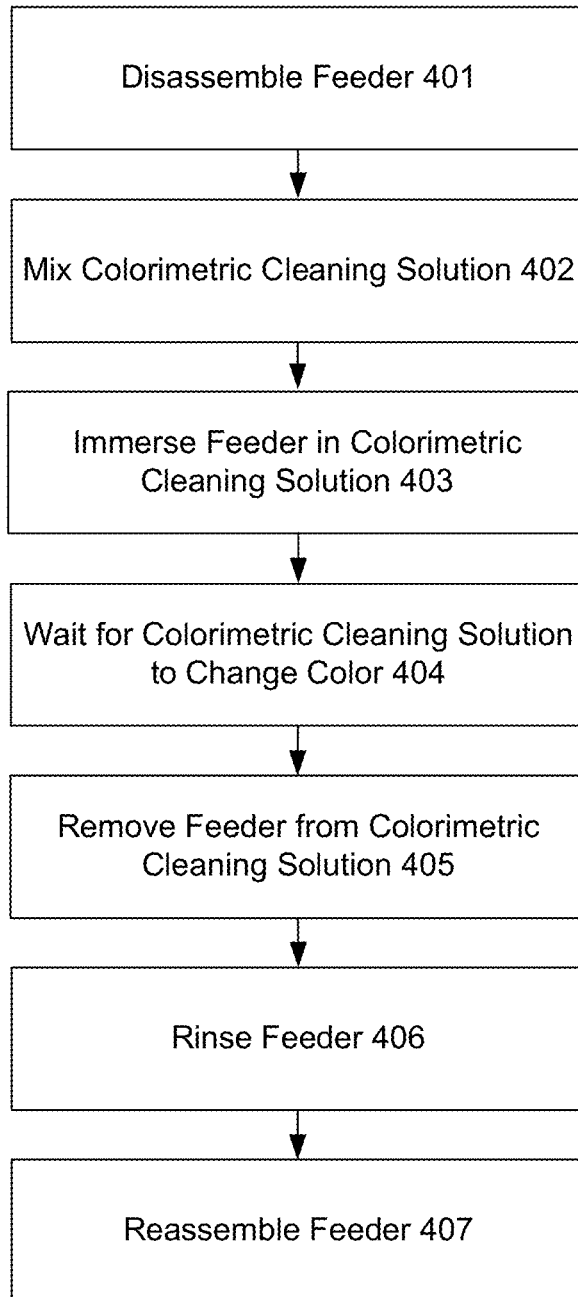 Disassemble Feeder 401
Mix Colorimetric Cleaning Solution 402
Immerse Feeder in Colorimetric
Cleaning Solution 403
Wait for Colorimetric Cleaning Solution
to Change Color 404
Remove Feeder from Colorimetric
Cleaning Solution 405
Rinse Feeder 406
Reassemble Feeder 407